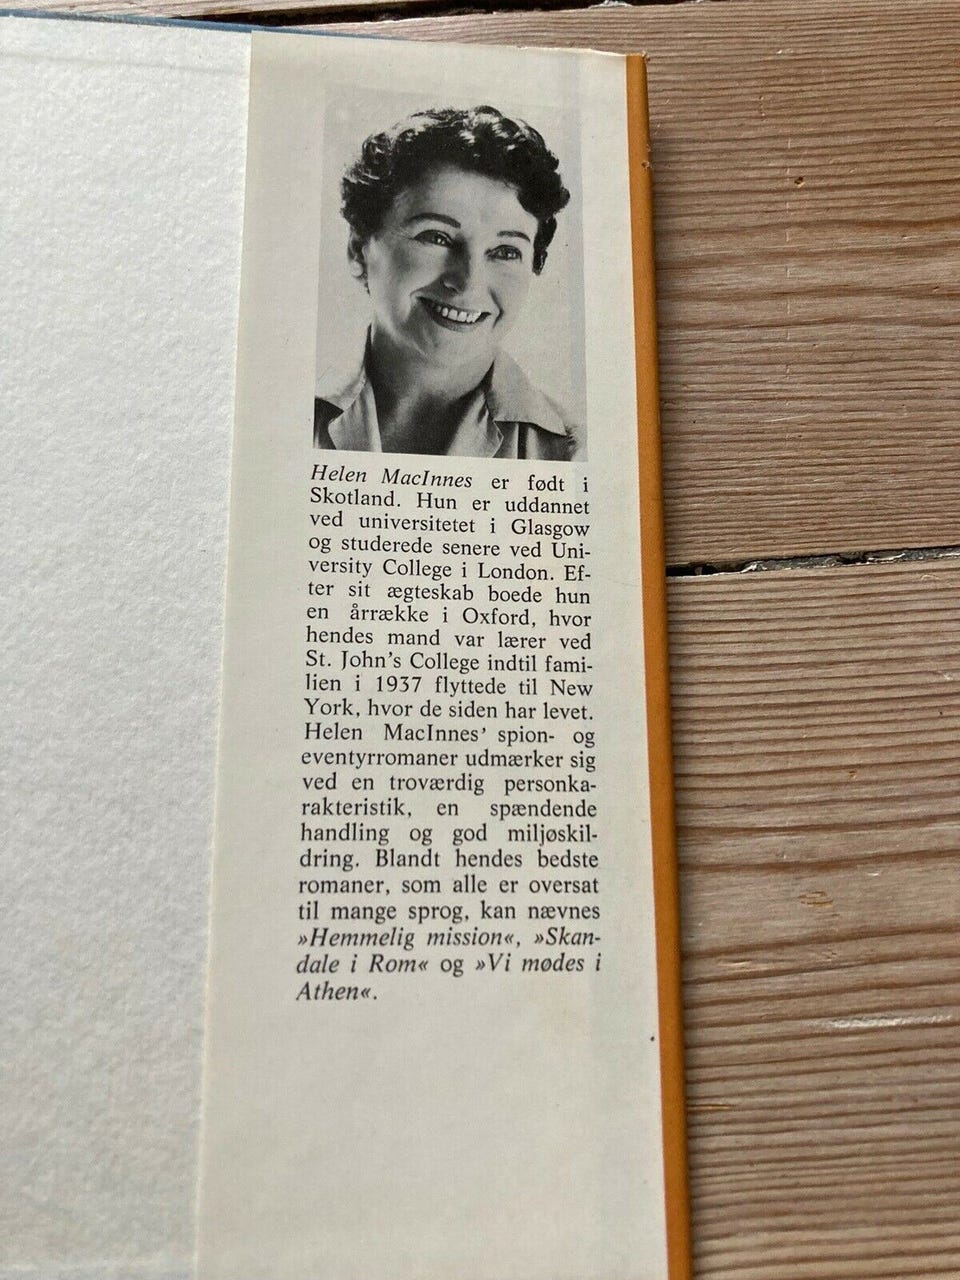 Helen MacInnes er født i
Skotland. Hun er uddannet
ved universitetet i Glasgow
og studerede senere ved Uni-
versity College i London. Ef-
ter sit ægteskab boede hun
en årrække i Oxford, hvor
hendes mand var lærer ved
St. John's College indtil fami-
lien i 1937 flyttede til New
York, hvor de siden har levet.
Helen MacInnes' spion- og
eventyrromaner udmærker sig
ved en troværdig personka-
rakteristik, en spændende
handling og god miljøskil-
dring. Blandt hendes bedste
romaner, som alle er oversat
til mange sprog, kan nævnes
»Hemmelig mission«, »Skan-
dale i Rom« og »Vi mødes i
Athen«.